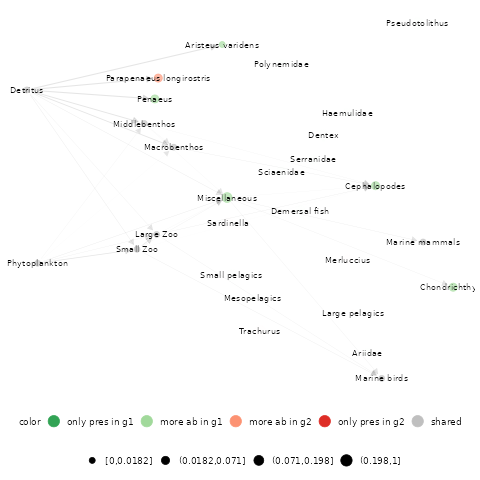 Pseudotolithus
Aristeus varidens
Polynemidae
Parapenaeus longirostris
Detritus
Penaeus
Haemulidae
Middlebenthos
Dentex
Macrobenthos
Serranidae
Sciaenidae
Cephalopodes
Miscellaneous
Demersal fish
Sardinella
Large Zoo
Marine mammals
Small Zoo
Phytoplankton
Merluccius
Small pelagics
Chondrichthy
Mesopelagics
Large pelagics
Trachurus
Ariidae
Marine birds
color only pres in g1 more ab in g1 more ab in g2 only pres in g2 shared
[0,0.0182] (0.0182,0.071] (0.071,0.198] (0.198,1]